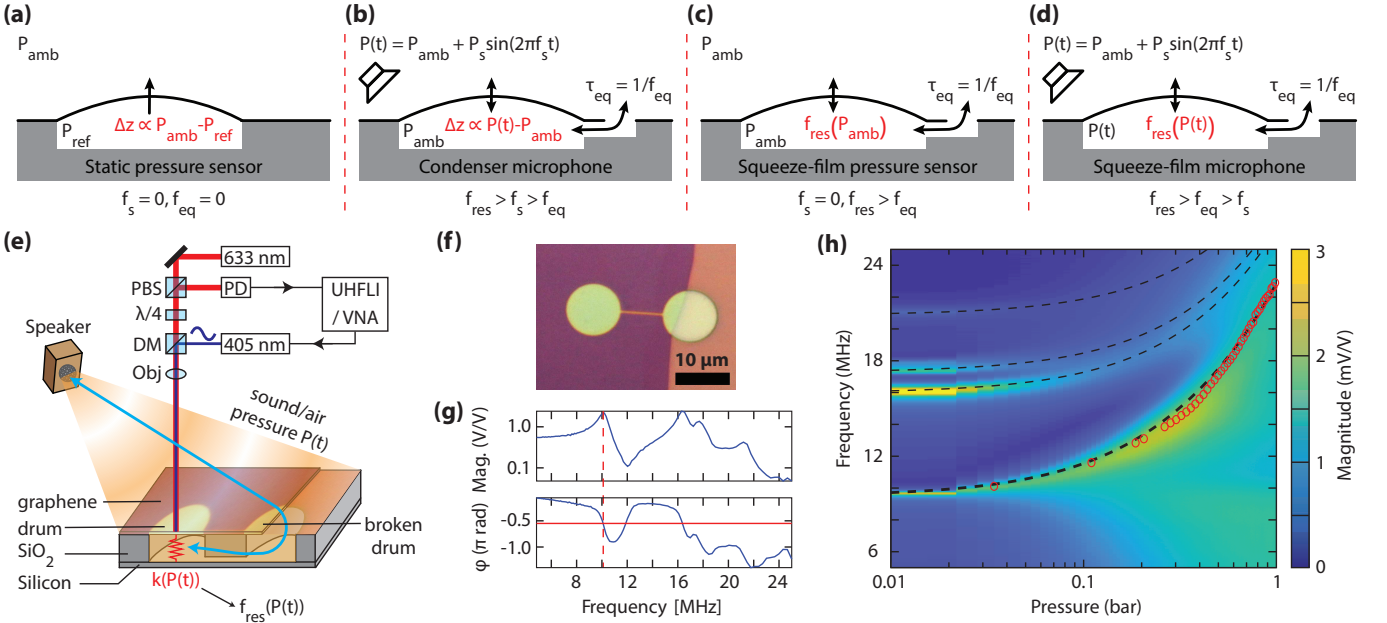 (a)
P_amb
P_ref
Δz ∝ P_amb-P_ref
Static pressure sensor
f_s = 0, f_eq = 0
(b)
P(t) = P_amb + P_s sin(2πf_s t)
τ_eq = 1/f_eq
P_amb
Δz ∝ P(t)-P_amb
Condenser microphone
f_res > f_s > f_eq
(c)
P_amb
τ_eq = 1/f_eq
P_amb
f_res(P_amb)
Squeeze-film pressure sensor
f_s = 0, f_res > f_eq
(d)
P(t) = P_amb + P_s sin(2πf_s t)
τ_eq = 1/f_eq
P(t)
f_res(P(t))
Squeeze-film microphone
f_res > f_eq > f_s
(e)
633 nm
PBS
PD
UHFLI
/ VNA
λ/4
Speaker
DM
405 nm
Obj
sound/air
pressure P(t)
graphene
drum
broken
drum
SiO₂
Silicon
k(P(t))
f_res(P(t))
(f)
10 μm
(g)
Mag. (V/V)
1.0
0.1
φ (π rad)
-0.5
-1.0
8 12 16 20 24
Frequency [MHz]
(h)
Frequency (MHz)
24
18
12
6
0.01 0.1 1
Pressure (bar)
3
2
1
0
Magnitude (mV/V)